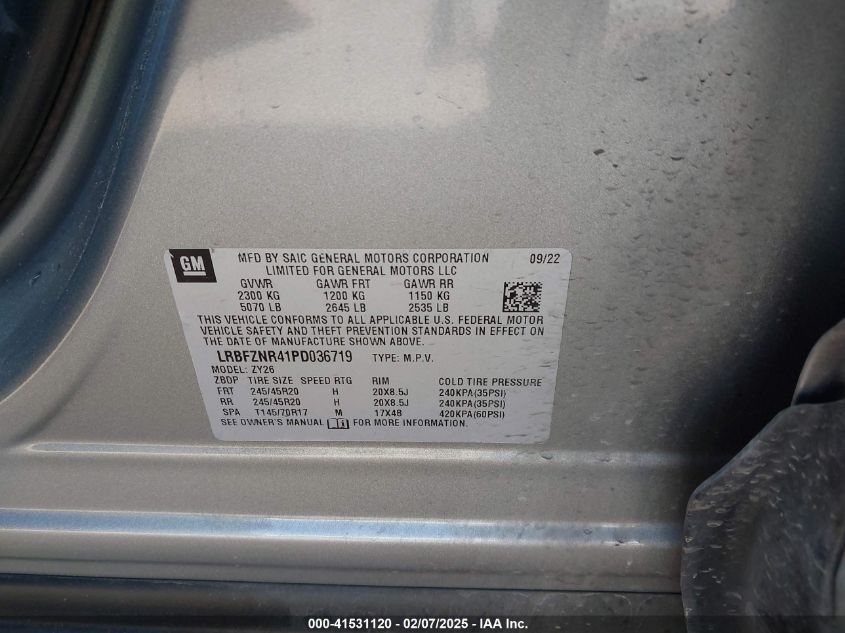 GM
MFD BY SAIC GENERAL MOTORS CORPORATION 09/22
LIMITED FOR GENERAL MOTORS LLC
GVWR GAWR FRT GAWR RR
2300 KG 1200 KG 1150 KG
5070 LB 2645 LB 2535 LB
THIS VEHICLE CONFORMS TO ALL APPLICABLE U.S. FEDERAL MOTOR
VEHICLE SAFETY AND THEFT PREVENTION STANDARDS IN EFFECT ON
THE DATE OF MANUFACTURE SHOWN ABOVE.
LRBFZNR41PD036719 TYPE: M.P.V.
MODEL: ZY26
ZBDP TIRE SIZE SPEED RTG RIM COLD TIRE PRESSURE
FRT 245/45R20 H 20X8.5J 240KPA(35PSI)
RR 245/45R20 H 20X8.5J 240KPA(35PSI)
SPA T145/70R17 M 17X4B 420KPA(60PSI)
SEE OWNER'S MANUAL FOR MORE INFORMATION.
000-41531120 — 02/07/2025 — IAA Inc.